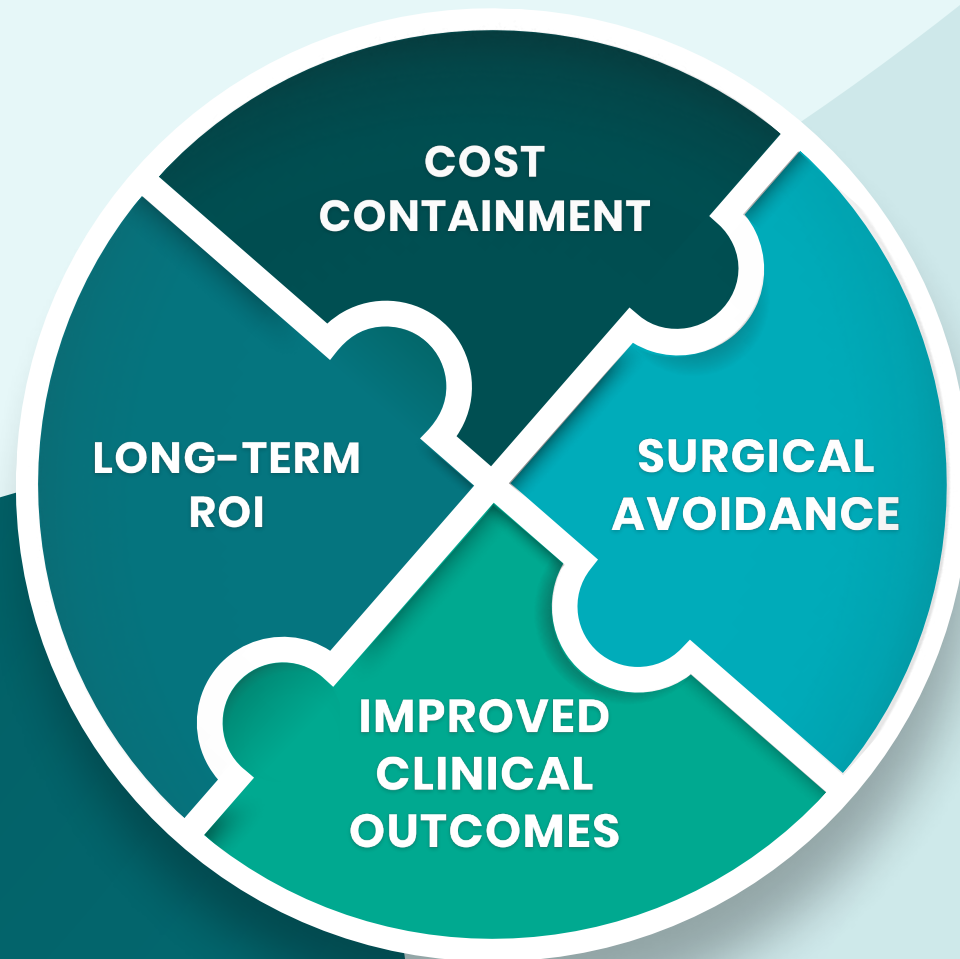 COST
CONTAINMENT
LONG-TERM
ROI
SURGICAL
AVOIDANCE
IMPROVED
CLINICAL
OUTCOMES